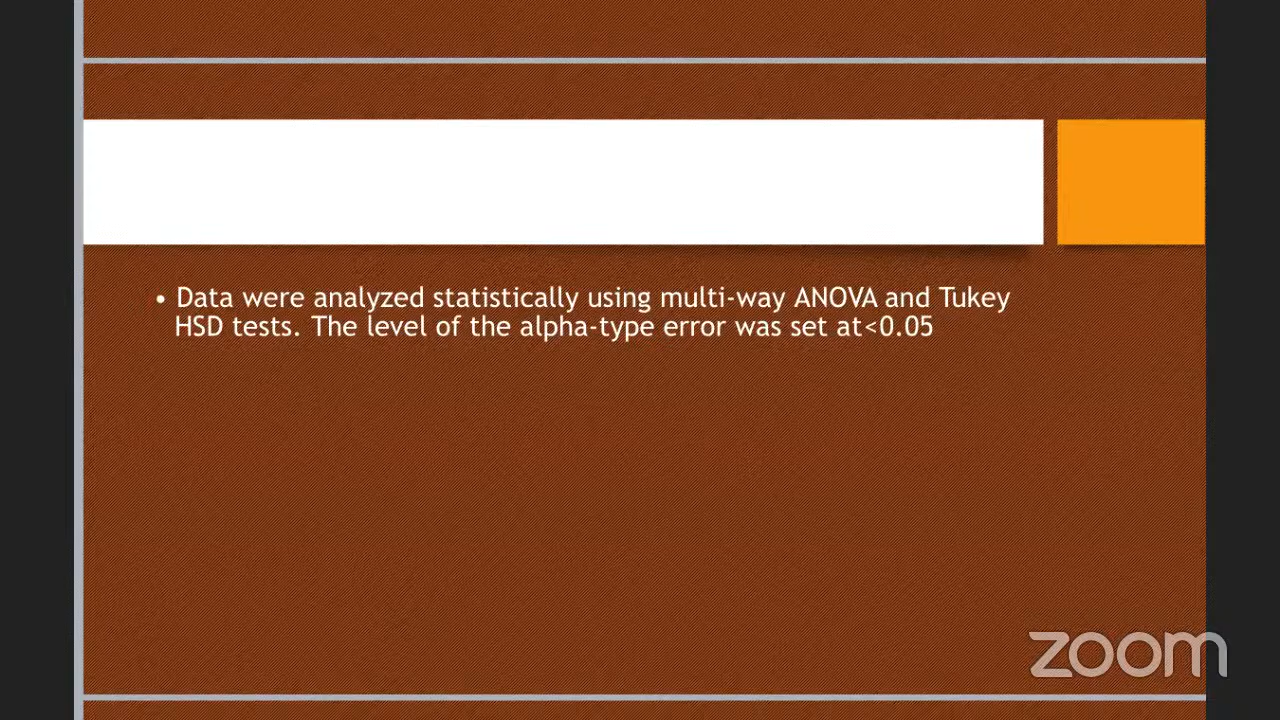 • Data were analyzed statistically using multi-way ANOVA and Tukey
HSD tests. The level of the alpha-type error was set at<0.05
zoom